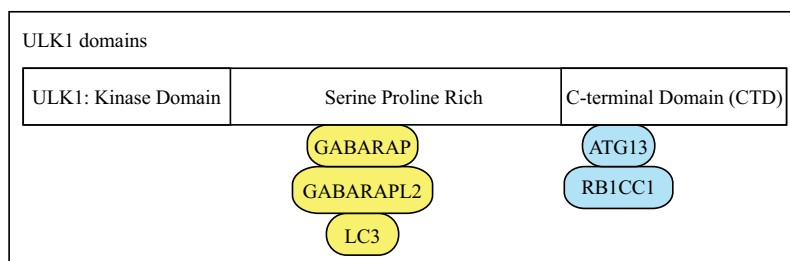 ULK1 domains
ULK1: Kinase Domain
Serine Proline Rich
C-terminal Domain (CTD)
GABARAP
ATG13
GABARAPL2
RB1CC1
LC3